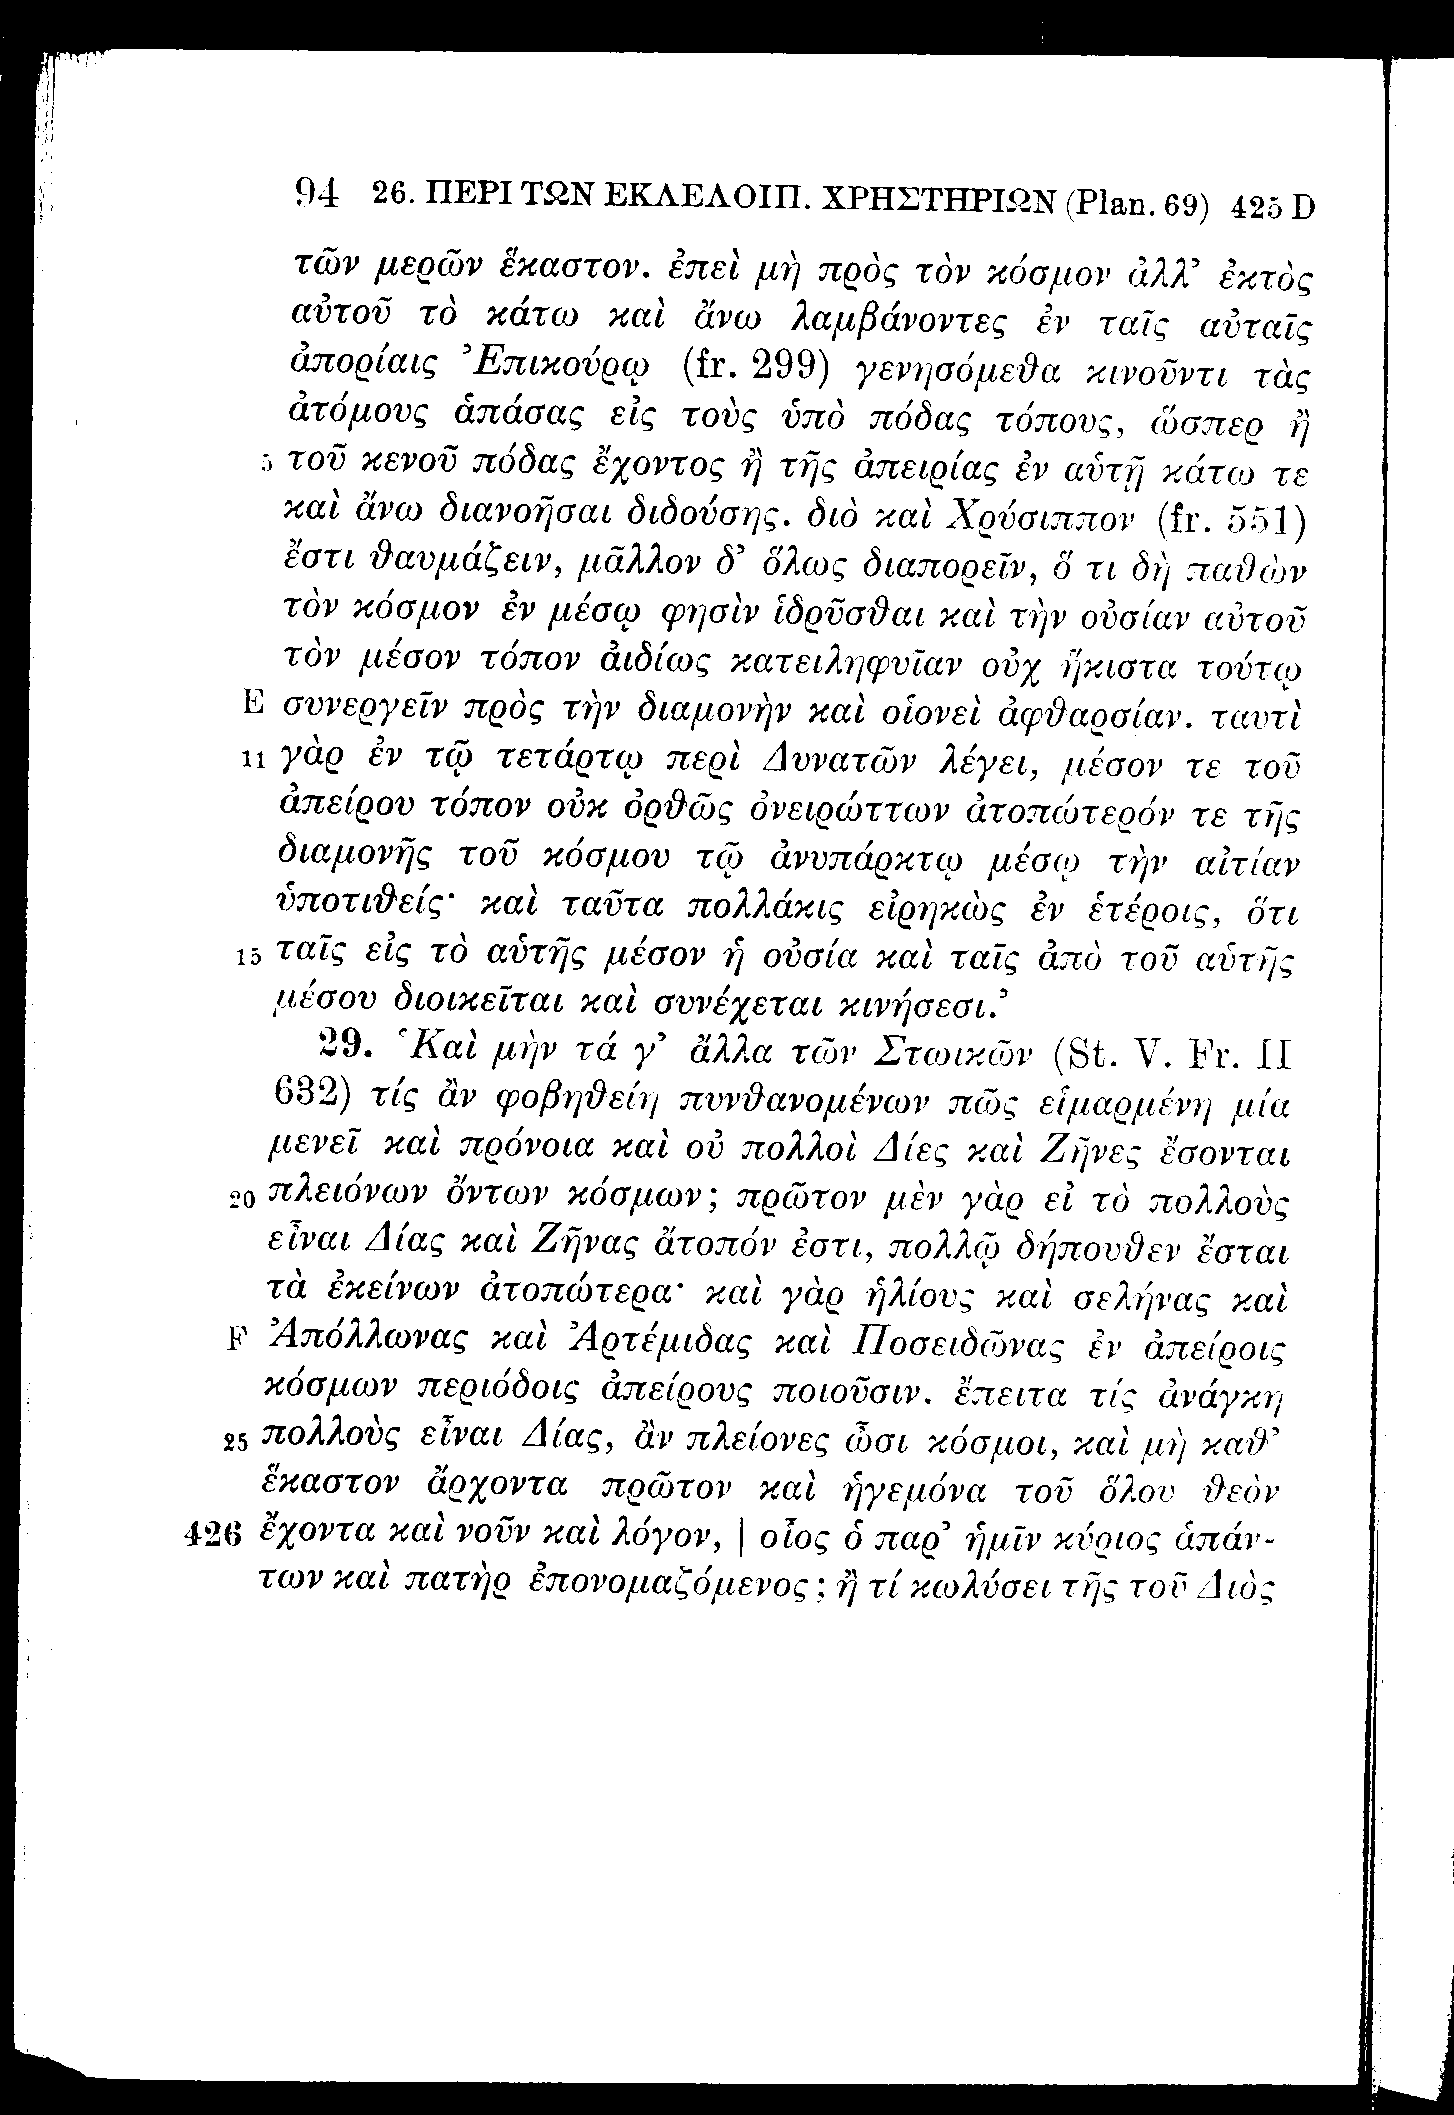 94 26. ΠΕΡΙ ΤΩΝ ΕΚΛΕΛΟΙΠ. ΧΡΗΣΤΗΡΙΩΝ (Plan. 69) 425 D
τῶν μερῶν ἕκαστον. ἐπεὶ μὴ πρὸς τὸν κόσμον ἀλλ’ ἐκτὸς
αὐτοῦ τὸ κάτω καὶ ἄνω λαμβάνοντες ἐν ταῖς αὐταῖς
ἀπορίαις Ἐπικούρῳ (fr. 299) γενησόμεθα κινοῦντι τὰς
ἀτόμους ἁπάσας εἰς τοὺς ὑπὸ πόδας τόπους, ὥσπερ ἢ
5 τοῦ κενοῦ πόδας ἔχοντος ἢ τῆς ἀπειρίας ἐν αὑτῇ κάτω τε
καὶ ἄνω διανοῆσαι διδούσης. διὸ καὶ Χρύσιππον (fr. 551)
ἔστι θαυμάζειν, μᾶλλον δ’ ὅλως διαπορεῖν, ὅ τι δὴ παθὼν
τὸν κόσμον ἐν μέσῳ φησὶν ἱδρῦσθαι καὶ τὴν οὐσίαν αὐτοῦ
τὸν μέσον τόπον ἀιδίως κατειληφυῖαν οὐχ ἥκιστα τούτῳ
E συνεργεῖν πρὸς τὴν διαμονὴν καὶ οἱονεὶ ἀφθαρσίαν. ταυτὶ
11 γὰρ ἐν τῷ τετάρτῳ περὶ Δυνατῶν λέγει, μέσον τε τοῦ
ἀπείρου τόπον οὐκ ὀρθῶς ὀνειρώττων ἀτοπώτερόν τε τῆς
διαμονῆς τοῦ κόσμου τῷ ἀνυπάρκτῳ μέσῳ τὴν αἰτίαν
ὑποτιθείς· καὶ ταῦτα πολλάκις εἰρηκὼς ἐν ἑτέροις, ὅτι
15 ταῖς εἰς τὸ αὑτῆς μέσον ἡ οὐσία καὶ ταῖς ἀπὸ τοῦ αὑτῆς
μέσου διοικεῖται καὶ συνέχεται κινήσεσι.’
29. ‘Καὶ μὴν τά γ’ ἄλλα τῶν Στωικῶν (St. V. Fr. II
632) τίς ἂν φοβηθείη πυνθανομένων πῶς εἱμαρμένη μία
μενεῖ καὶ πρόνοια καὶ οὐ πολλοὶ Δίες καὶ Ζῆνες ἔσονται
20 πλειόνων ὄντων κόσμων; πρῶτον μὲν γὰρ εἰ τὸ πολλοὺς
εἶναι Δίας καὶ Ζῆνας ἄτοπόν ἐστι, πολλῷ δήπουθεν ἔσται
τὰ ἐκείνων ἀτοπώτερα· καὶ γὰρ ἡλίους καὶ σελήνας καὶ
F Ἀπόλλωνας καὶ Ἀρτέμιδας καὶ Ποσειδῶνας ἐν ἀπείροις
κόσμων περιόδοις ἀπείρους ποιοῦσιν. ἔπειτα τίς ἀνάγκη
25 πολλοὺς εἶναι Δίας, ἂν πλείονες ὦσι κόσμοι, καὶ μὴ καθ’
ἕκαστον ἄρχοντα πρῶτον καὶ ἡγεμόνα τοῦ ὅλου θεὸν
426 ἔχοντα καὶ νοῦν καὶ λόγον, | οἷος ὁ παρ’ ἡμῖν κύριος ἁπάν-
των καὶ πατὴρ ἐπονομαζόμενος; ἢ τί κωλύσει τῆς τοῦ Διὸς